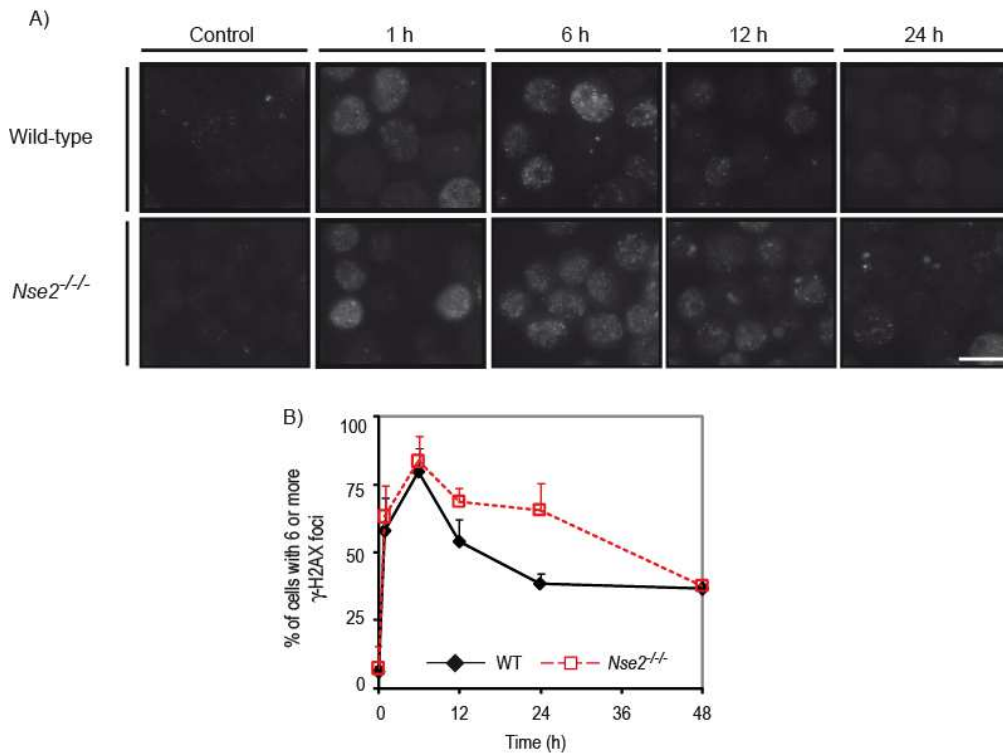 A)
Control 1 h 6 h 12 h 24 h
Wild-type
Nse2-/-/-
B)
% of cells with 6 or more
γ-H2AX foci
100
75
50
25
0
WT Nse2-/-/-
0 12 24 36 48
Time (h)